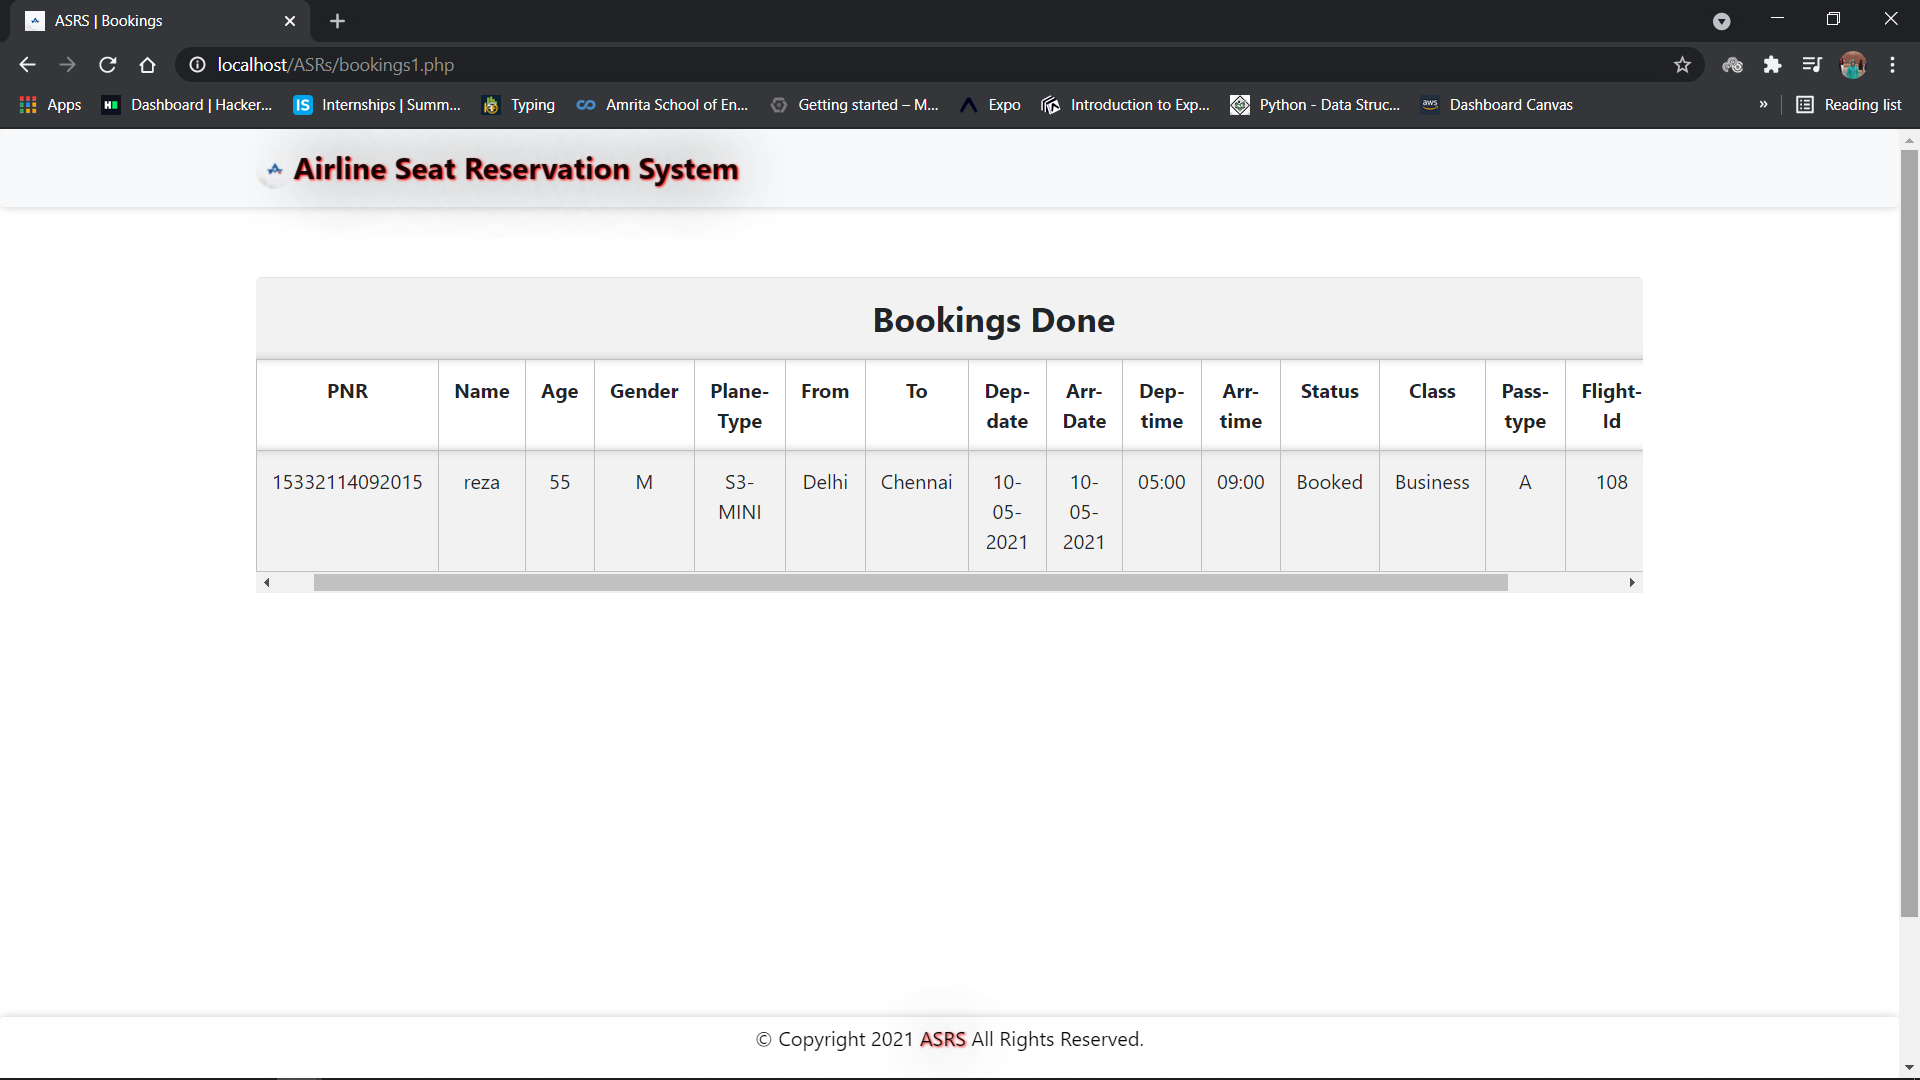 ASRS | Bookings
localhost/ASRs/bookings1.php
Apps
Dashboard | Hacker...
Internships | Summ...
Typing
Amrita School of En...
Getting started – M...
Expo
Introduction to Exp...
Python - Data Struc...
aws Dashboard Canvas
»
Reading list
Airline Seat Reservation System
Bookings Done
PNR Name Age Gender Plane-Type From To Dep-date Arr-Date Dep-time Arr-time Status Class Pass-type Flight-Id
15332114092015 reza 55 M S3-MINI Delhi Chennai 10-05-2021 10-05-2021 05:00 09:00 Booked Business A 108
© Copyright 2021 ASRS All Rights Reserved.